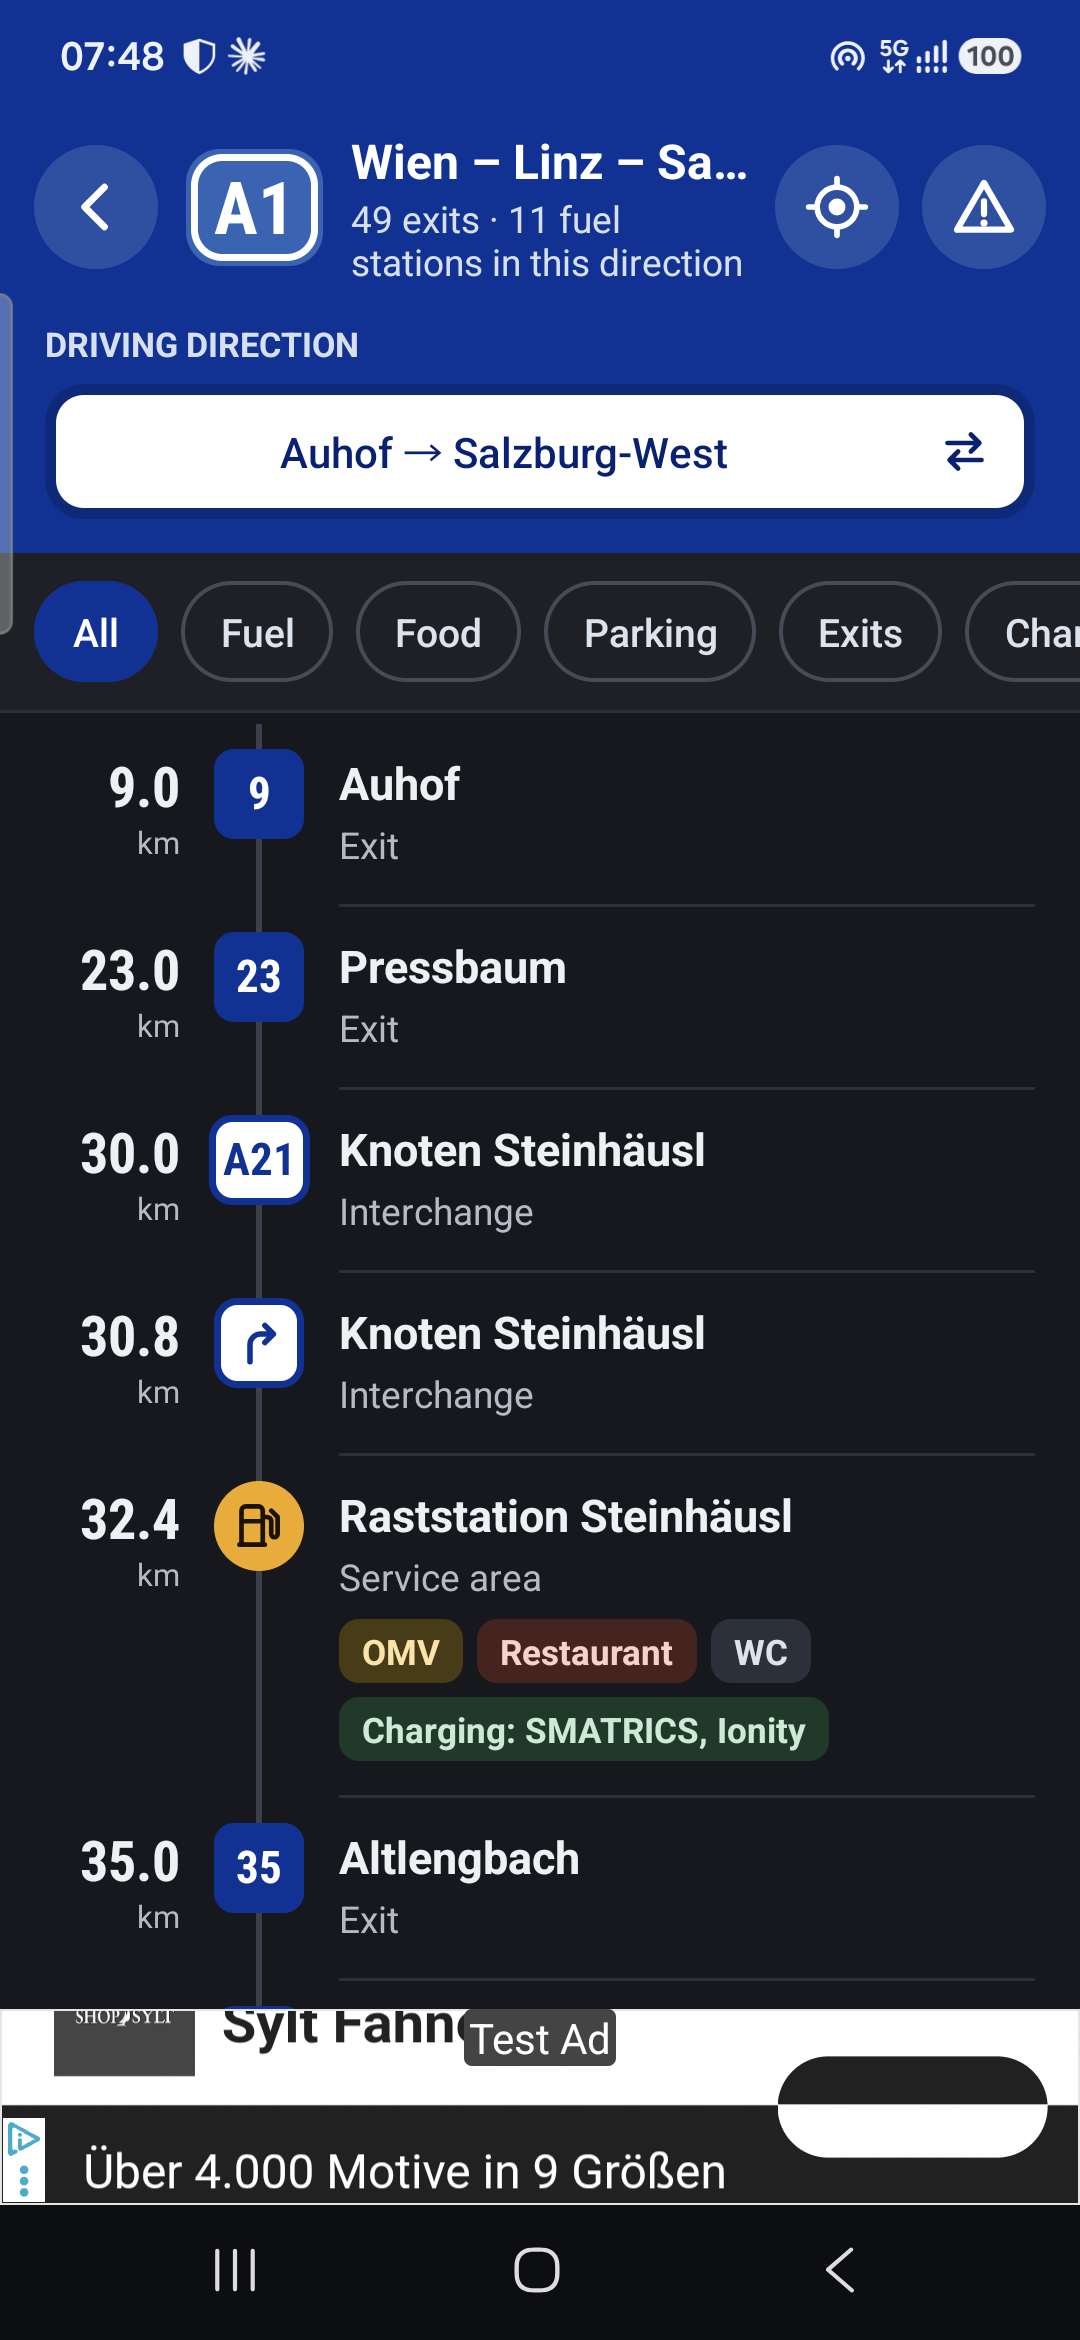 07:48
5G
100
A1
Wien – Linz – Sa...
49 exits · 11 fuel
stations in this direction
DRIVING DIRECTION
Auhof → Salzburg-West
All Fuel Food Parking Exits Char
9.0 km
9
Auhof
Exit
23.0 km
23
Pressbaum
Exit
30.0 km
A21
Knoten Steinhäusl
Interchange
30.8 km
Knoten Steinhäusl
Interchange
32.4 km
Raststation Steinhäusl
Service area
OMV Restaurant WC
Charging: SMATRICS, Ionity
35.0 km
35
Altlengbach
Exit
SHOP SYLT
Sylt Fahn
Test Ad
Über 4.000 Motive in 9 Größen